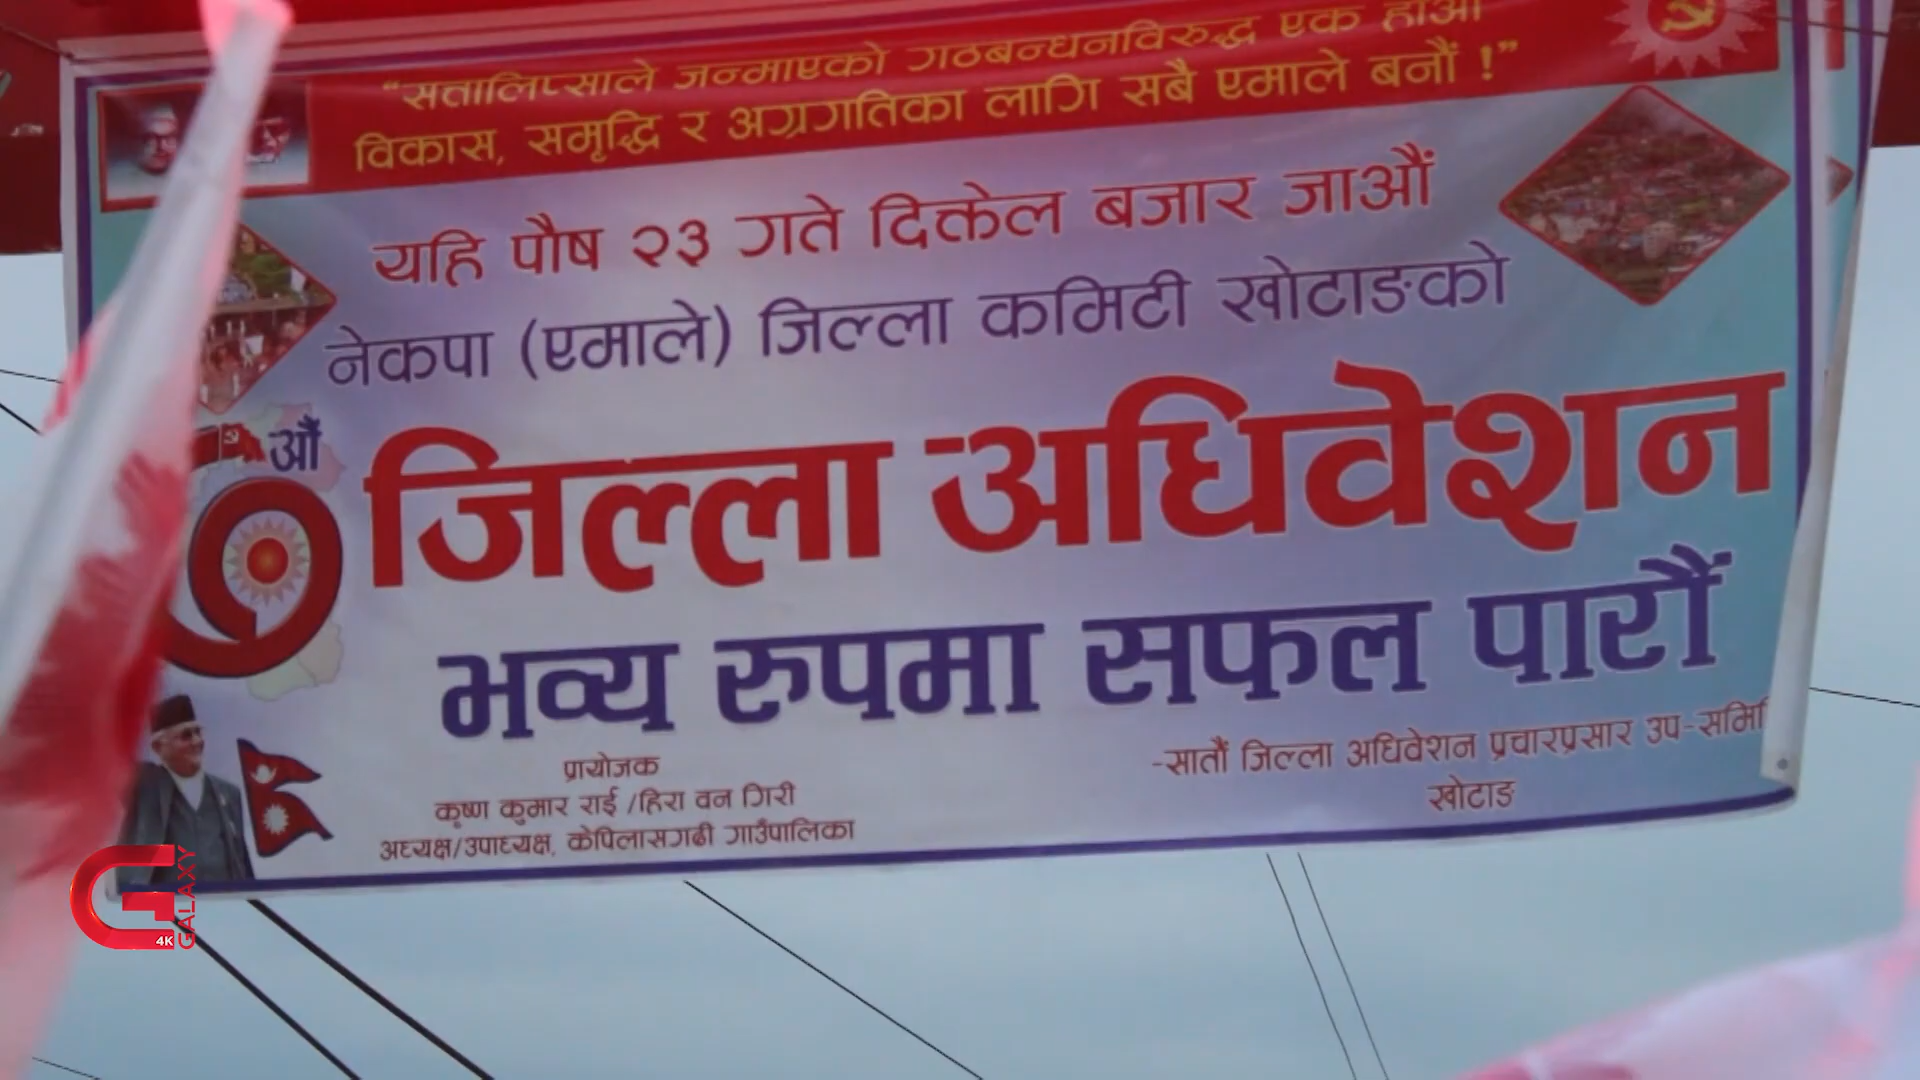 “सत्तालिप्साले जन्माएको गठबन्धनविरुद्ध एक होऔं
विकास, समृद्धि र अग्रगतिका लागि सबै एमाले बनौं !”
यहि पौष २३ गते दिक्तेल बजार जाऔं
नेकपा (एमाले) जिल्ला कमिटी खोटाङको
७ औं
जिल्ला अधिवेशन
भव्य रुपमा सफल पारौं
प्रायोजक
कृष्ण कुमार राई /हिरा वन गिरी
अध्यक्ष/उपाध्यक्ष, केपिलासगढी गाउँपालिका
-सातौं जिल्ला अधिवेशन प्रचारप्रसार उप-समिति
खोटाङ
GALAXY
4K